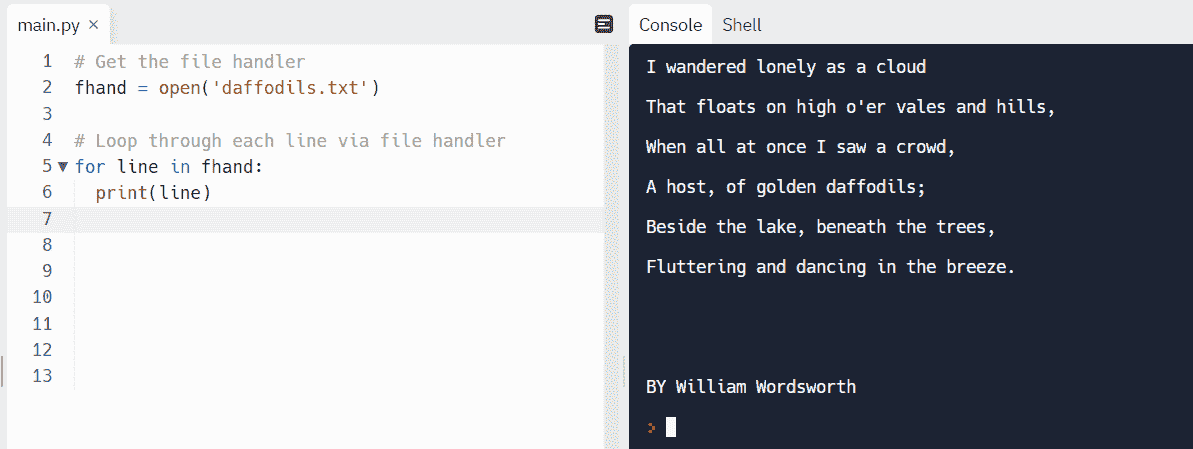 main.py ×
1 # Get the file handler
2 fhand = open('daffodils.txt')
3
4 # Loop through each line via file handler
5 for line in fhand:
6 print(line)
7
8
9
10
11
12
13
Console Shell
I wandered lonely as a cloud
That floats on high o'er vales and hills,
When all at once I saw a crowd,
A host, of golden daffodils;
Beside the lake, beneath the trees,
Fluttering and dancing in the breeze.
BY William Wordsworth
>